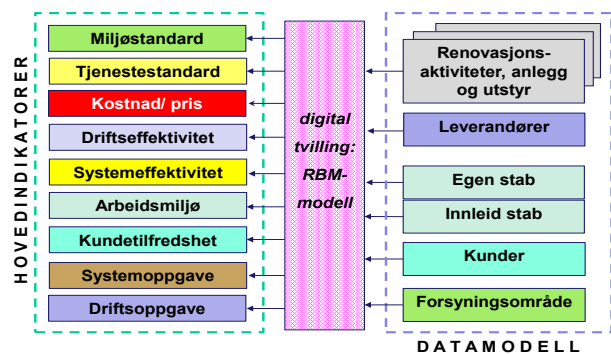 HOVEDINDIKATORER
Miljøstandard
Tjenestestandard
Kostnad/ pris
Driftseffektivitet
Systemeffektivitet
Arbeidsmiljø
Kundetilfredshet
Systemoppgave
Driftsoppgave
digital
tvilling:
RBM-
modell
Renovasjons-
aktiviteter, anlegg
og utstyr
Leverandører
Egen stab
Innleid stab
Kunder
Forsyningsområde
DATAMODELL